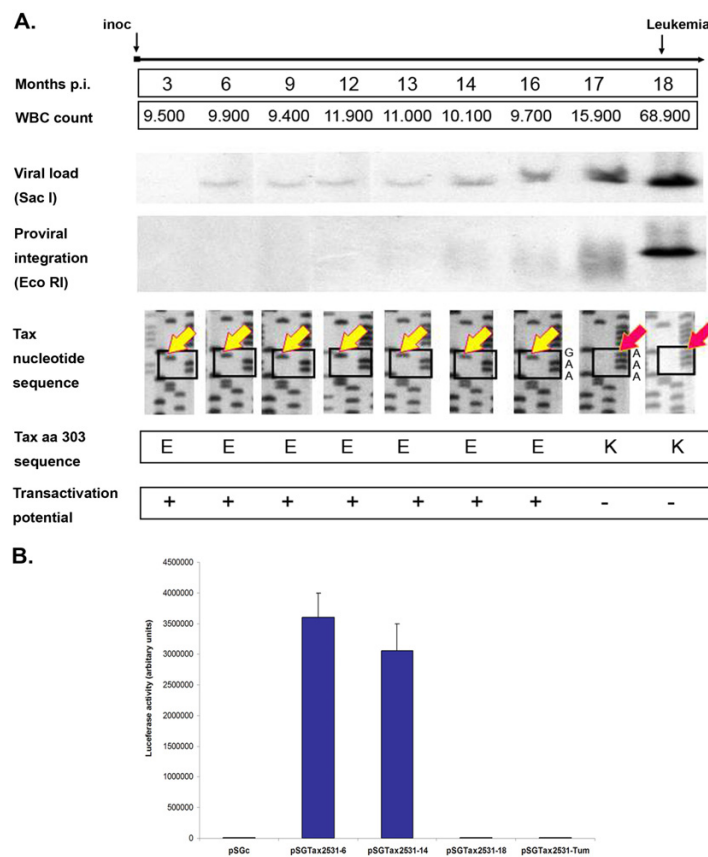 A.
inoc
Leukemia
Months p.i. 3 6 9 12 13 14 16 17 18
WBC count 9.500 9.900 9.400 11.900 11.000 10.100 9.700 15.900 68.900
Viral load
(Sac I)
Proviral
integration
(Eco RI)
Tax
nucleotide
sequence
G
A
A
A
A
A
Tax aa 303
sequence
E E E E E E E K K
Transactivation
potential
+ + + + + + + - -
B.
Luceferase activity (arbitary units)
4500000
4000000
3500000
3000000
2500000
2000000
1500000
1000000
500000
0
pSGc pSGTax2531-6 pSGTax2531-14 pSGTax2531-18 pSGTax2531-Tum